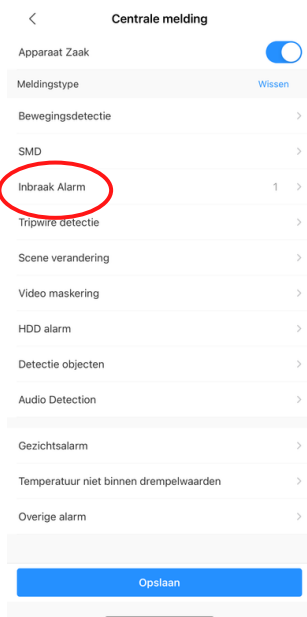 Centrale melding
Apparaat Zaak
Meldingstype Wissen
Bewegingsdetectie
SMD
Inbraak Alarm 1
Tripwire detectie
Scene verandering
Video maskering
HDD alarm
Detectie objecten
Audio Detection
Gezichtsalarm
Temperatuur niet binnen drempelwaarden
Overige alarm
Opslaan